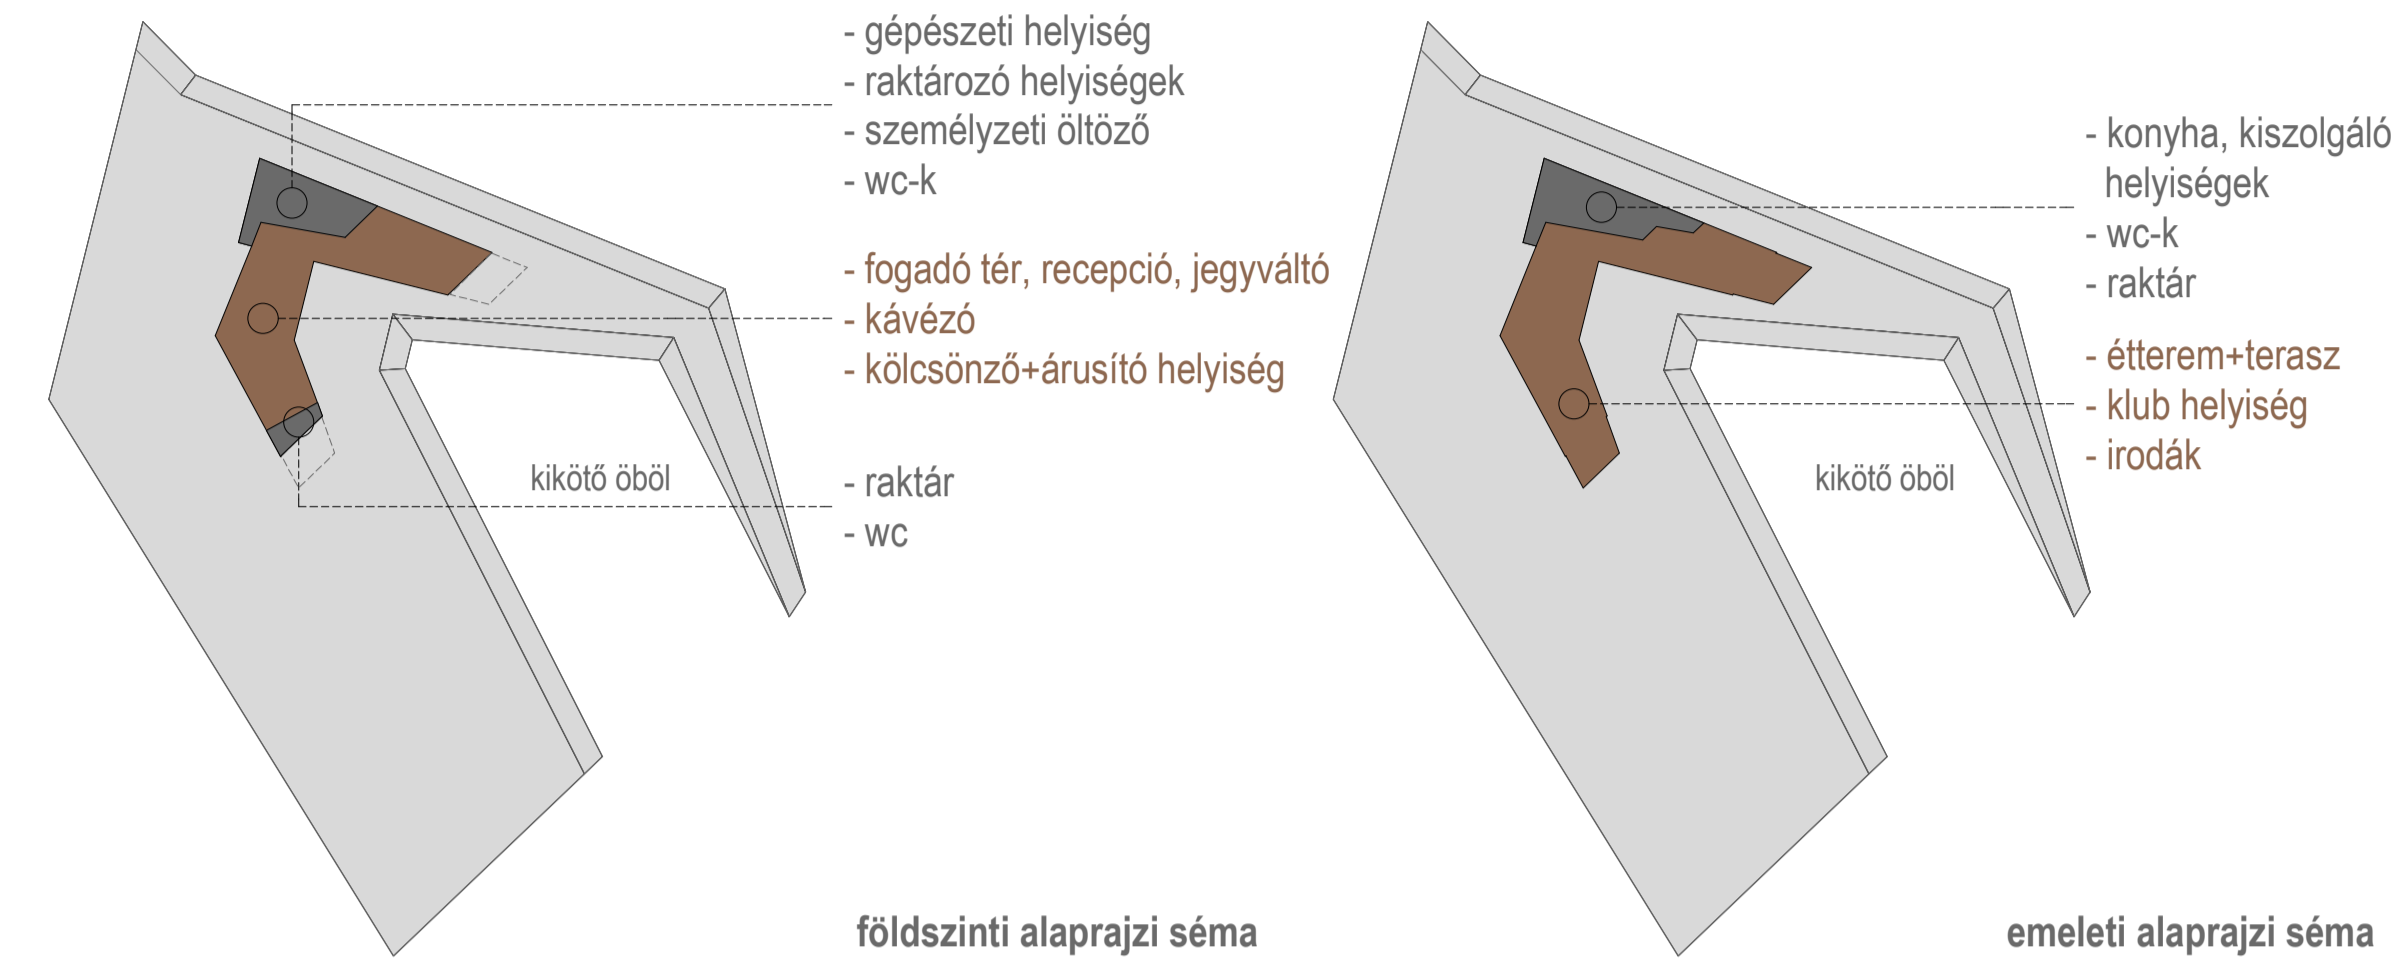 - gépészeti helyiség
- raktározó helyiségek
- személyzeti öltöző
- wc-k
- fogadó tér, recepció, jegyváltó
- kávézó
- kölcsönző+árusító helyiség
kikötő öböl
- raktár
- wc
földszinti alaprajzi séma
- konyha, kiszolgáló
helyiségek
- wc-k
- raktár
- étterem+terasz
- klub helyiség
- irodák
kikötő öböl
emeleti alaprajzi séma